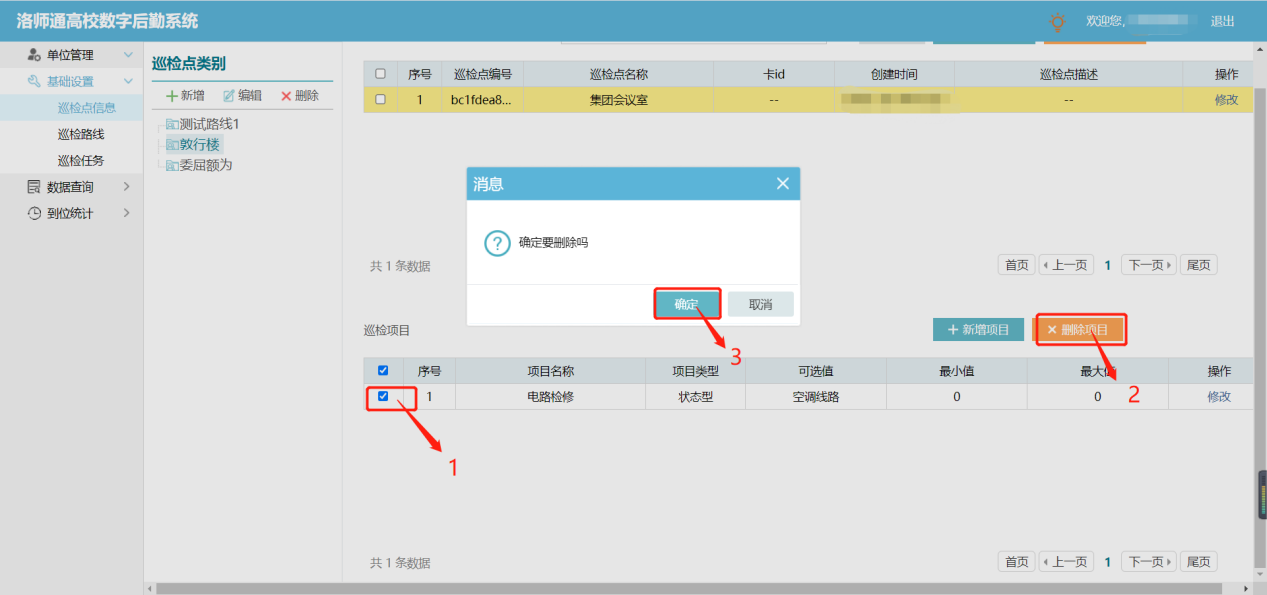 洛师通高校数字后勤系统
欢迎您,
退出
单位管理
基础设置
巡检点信息
巡检路线
巡检任务
数据查询
到位统计
巡检点类别
新增 编辑 删除
测试路线1
敦行楼
委屈额为
序号 巡检点编号 巡检点名称 卡id 创建时间 巡检点描述 操作
1 bc1fdea8... 集团会议室 -- -- 修改
消息
确定要删除吗
确定 取消
3
共 1 条数据
首页 上一页 1 下一页 尾页
巡检项目
新增项目 删除项目
2
序号 项目名称 项目类型 可选值 最小值 最大值 操作
1 电路检修 状态型 空调线路 0 0 修改
1
共 1 条数据
首页 上一页 1 下一页 尾页